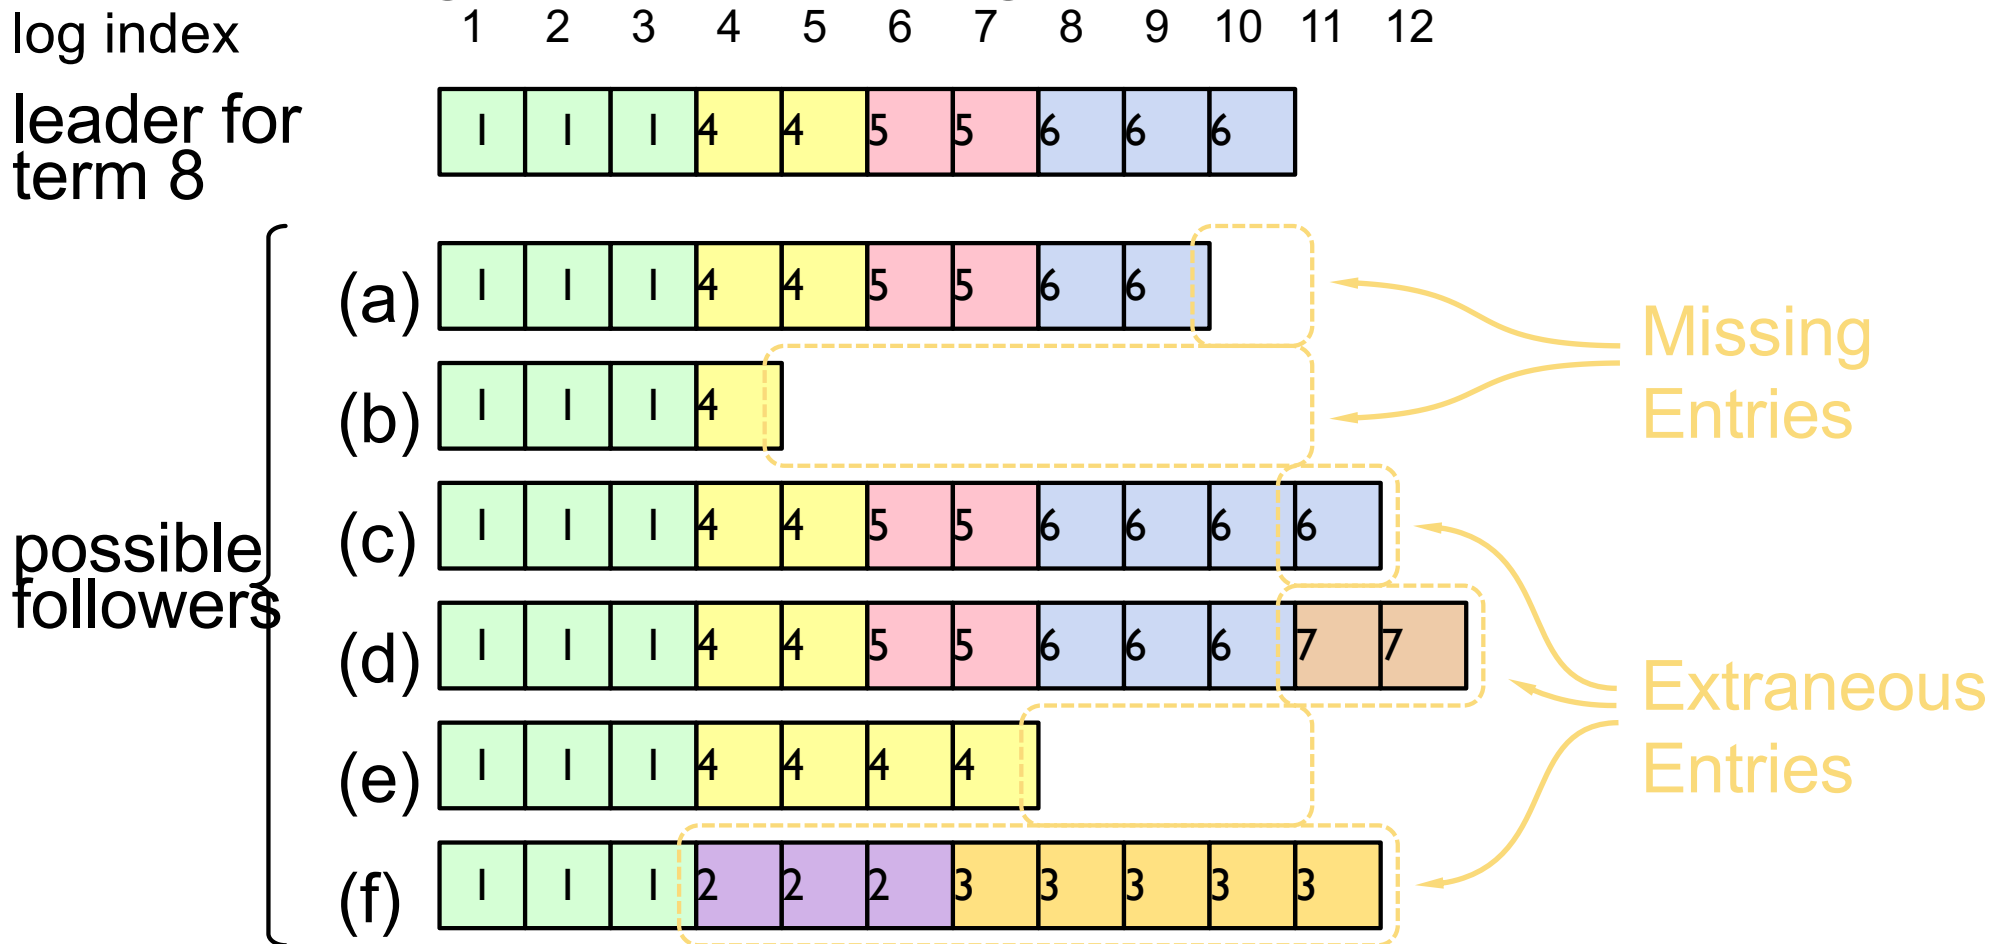 log index 1 2 3 4 5 6 7 8 9 10 11 12
leader for
term 8
1 1 1 4 4 5 5 6 6 6
(a) 1 1 1 4 4 5 5 6 6
Missing
Entries
(b) 1 1 1 4
possible
followers
(c) 1 1 1 4 4 5 5 6 6 6 6
(d) 1 1 1 4 4 5 5 6 6 6 7 7
Extraneous
Entries
(e) 1 1 1 4 4 4 4
(f) 1 1 1 2 2 2 3 3 3 3 3